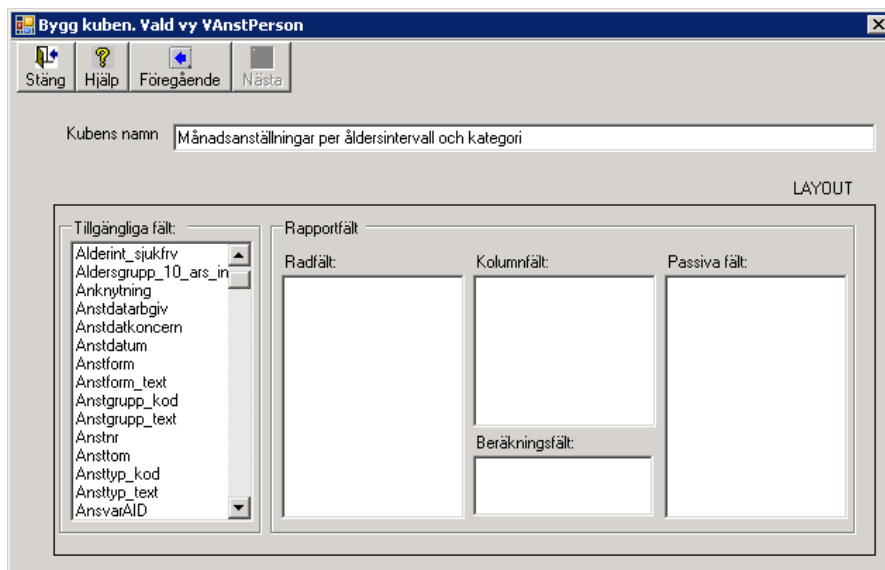 Bygg kuben. Vald vy VAnstPerson
Stäng Hjälp Föregående Nästa
Kubens namn Månadsanställningar per åldersintervall och kategori
LAYOUT
Tillgängliga fält:
Alderint_sjukfrv
Aldersgrupp_10_ars_in
Anknytning
Anstdatarbgiv
Anstdatkoncern
Anstdatum
Anstform
Anstform_text
Anstgrupp_kod
Anstgrupp_text
Anstnr
Ansttom
Ansttyp_kod
Ansttyp_text
AnsvarAID
Rapportfält
Radfält:
Kolumnfält:
Passiva fält:
Beräkningsfält: